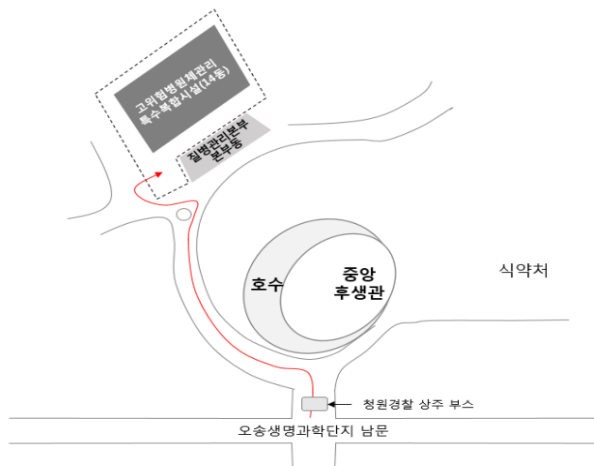 고위험병원체관리
특수복합시설(14동)
질병관리본부
본부동
호수
중앙
후생관
식약처
청원경찰 상주 부스
오송생명과학단지 남문